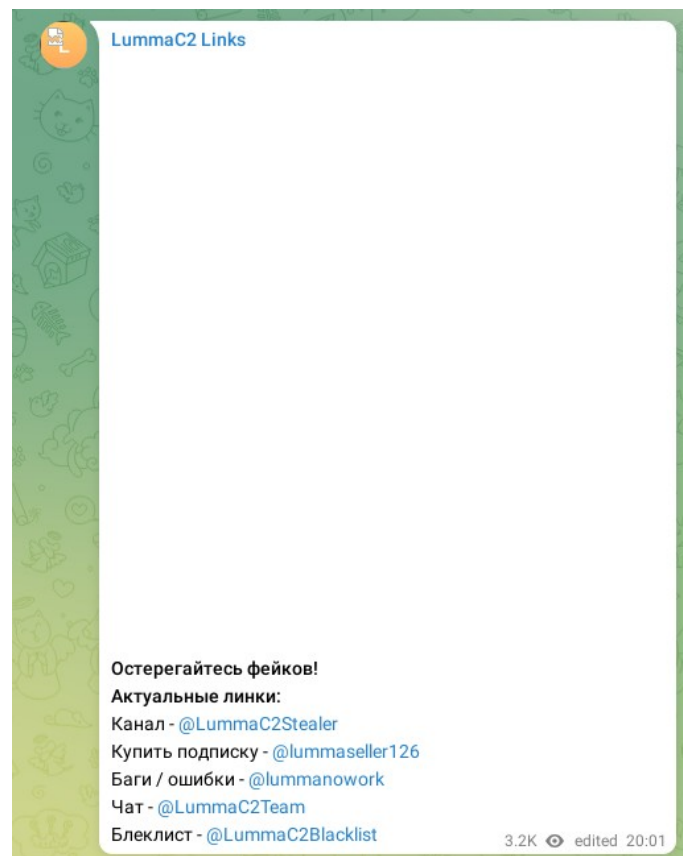 LummaC2 Links
Остерегайтесь фейков!
Актуальные линки:
Канал - @LummaC2Stealer
Купить подписку - @lummaseller126
Баги / ошибки - @lummanowork
Чат - @LummaC2Team
Блеклист - @LummaC2Blacklist
3.2K edited 20:01